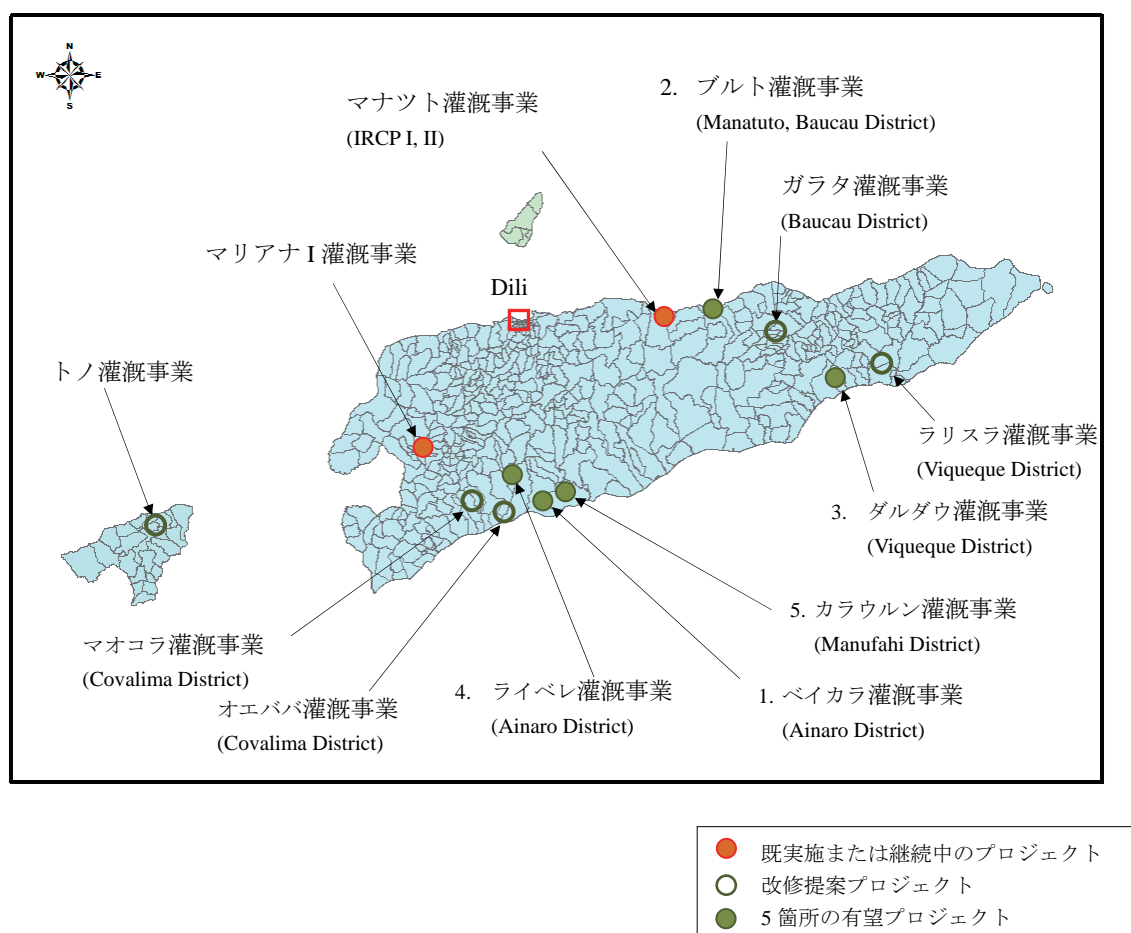 N
W E
S
マナツト灌漑事業
(IRCP I, II)
2. ブルト灌漑事業
(Manatuto, Baucau District)
ガラタ灌漑事業
(Baucau District)
マリアナ I 灌漑事業
Dili
トノ灌漑事業
ラリスラ灌漑事業
(Viqueque District)
3. ダルダウ灌漑事業
(Viqueque District)
5. カラウルン灌漑事業
(Manufahi District)
マオコラ灌漑事業
(Covalima District)
オエババ灌漑事業
(Covalima District)
4. ライベレ灌漑事業
(Ainaro District)
1. ベイカラ灌漑事業
(Ainaro District)
既実施または継続中のプロジェクト
改修提案プロジェクト
5 箇所の有望プロジェクト